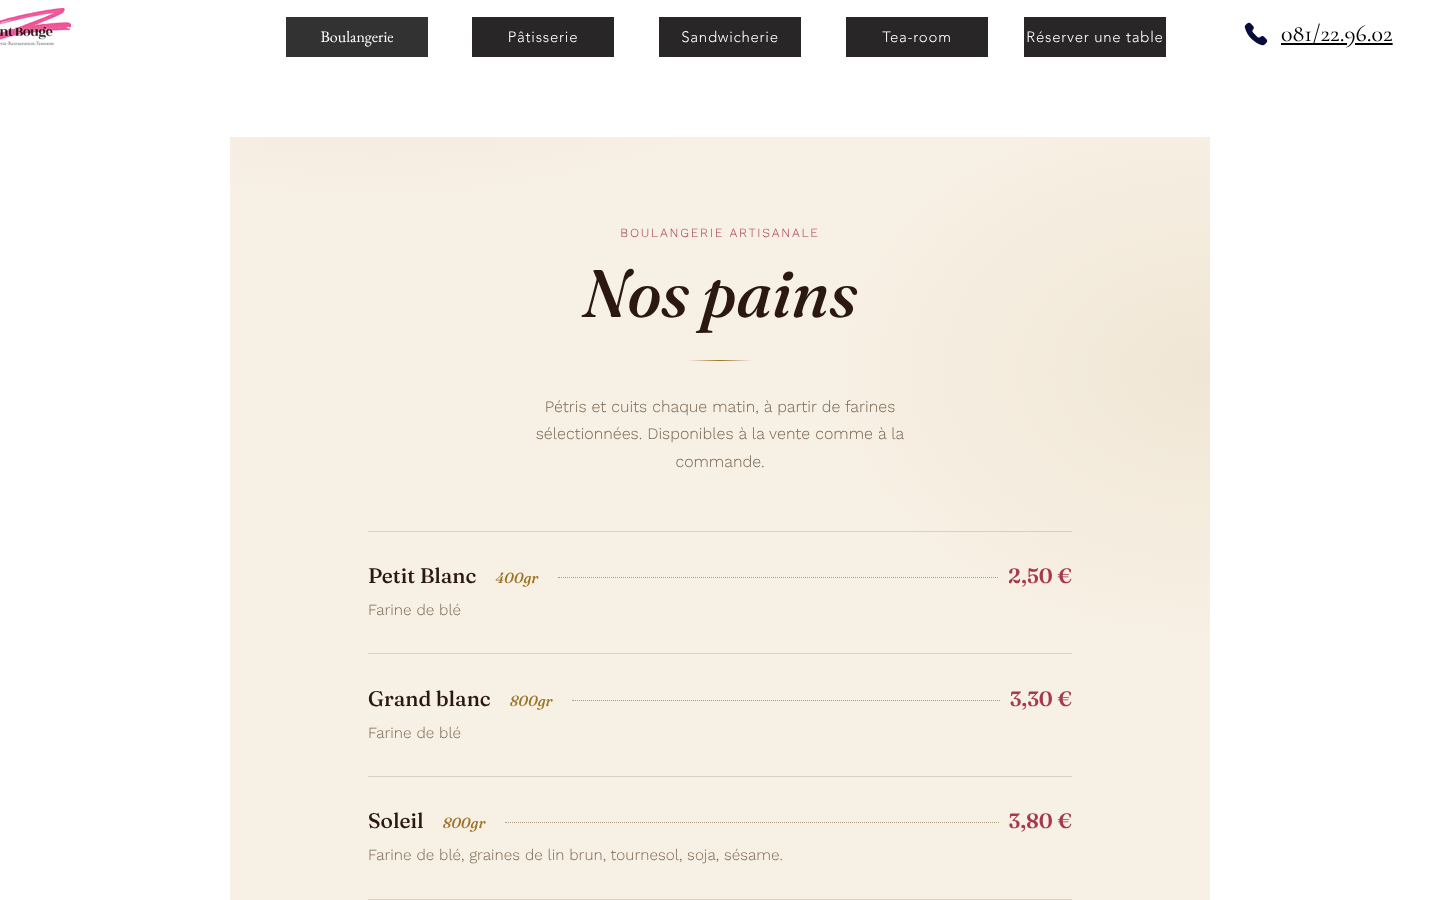 nt Bouge
Boulangerie
Pâtisserie
Sandwicherie
Tea-room
Réserver une table
081/22.96.02
BOULANGERIE ARTISANALE
Nos pains
Pétris et cuits chaque matin, à partir de farines
sélectionnées. Disponibles à la vente comme à la
commande.
Petit Blanc 400gr 2,50 €
Farine de blé
Grand blanc 800gr 3,30 €
Farine de blé
Soleil 800gr 3,80 €
Farine de blé, graines de lin brun, tournesol, soja, sésame.